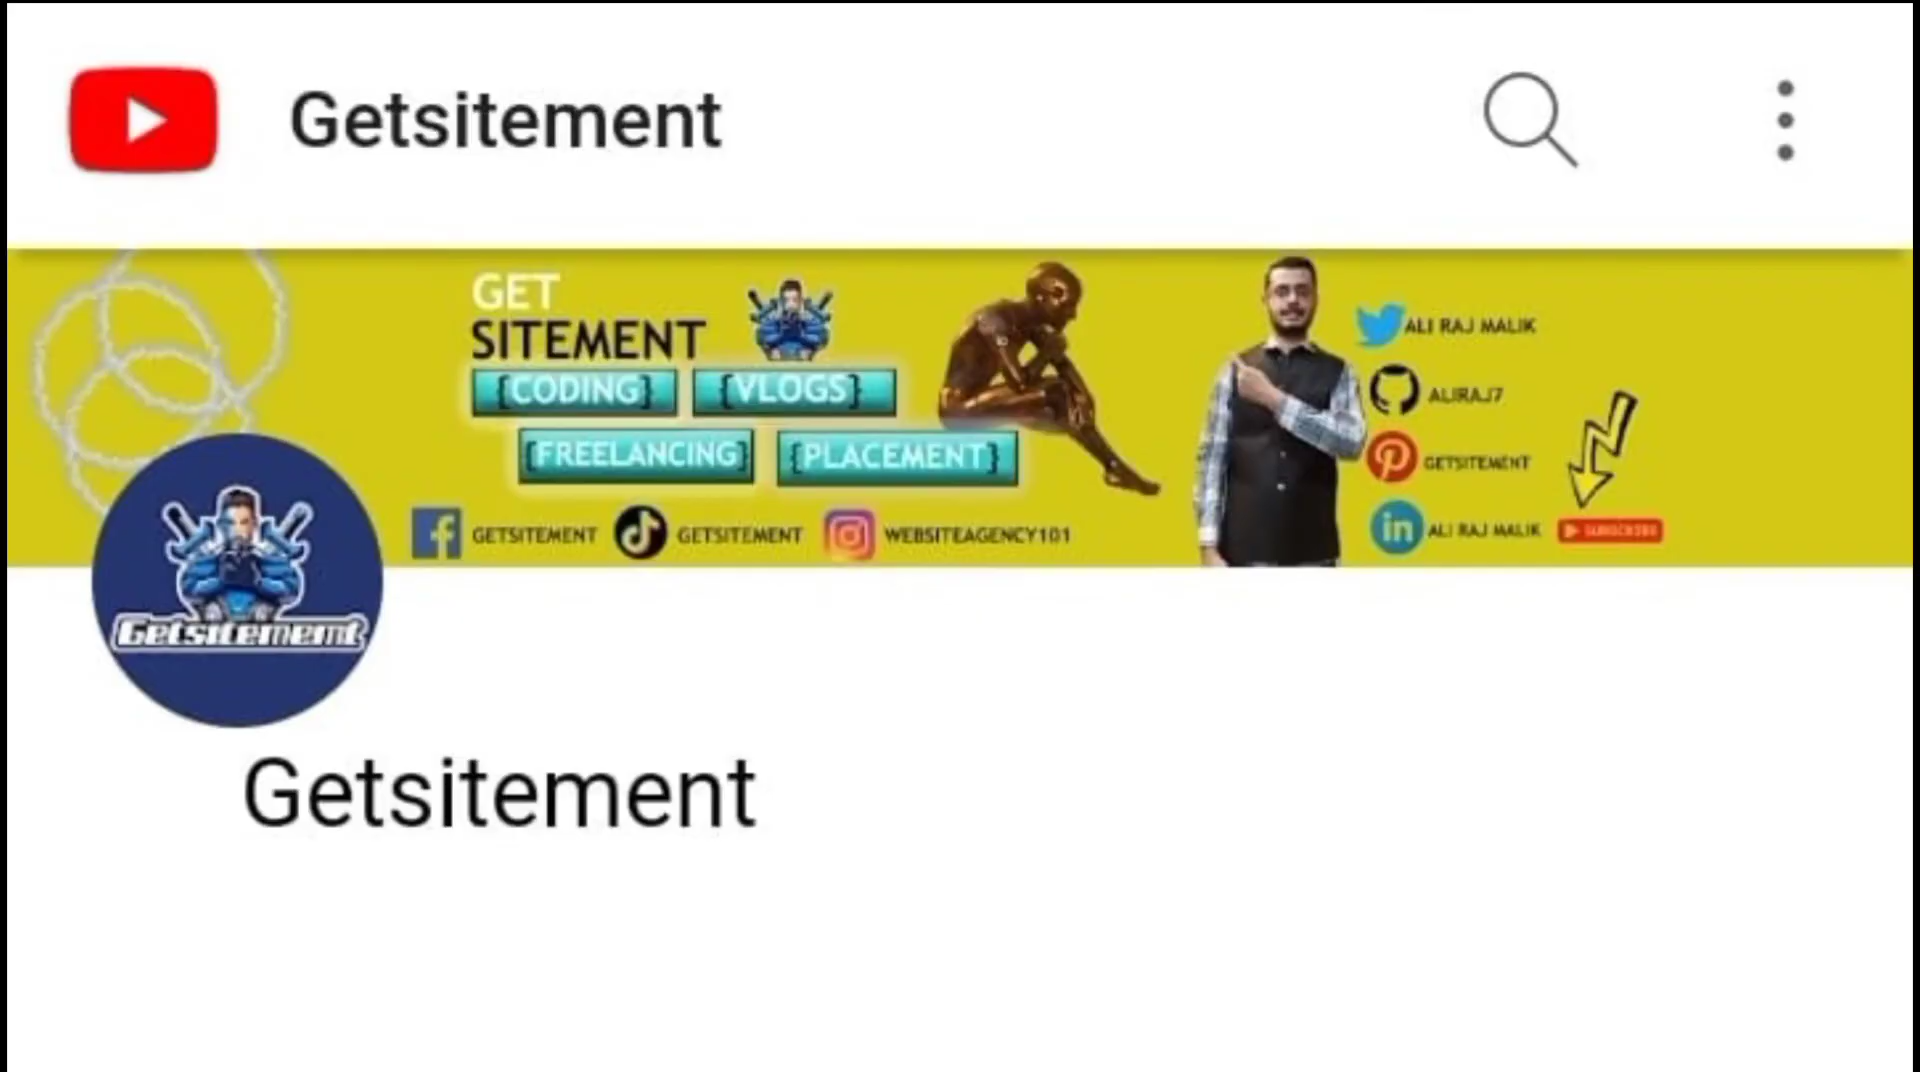 Getsitement
GET
SITEMENT
{CODING} {VLOGS}
{FREELANCING} {PLACEMENT}
GETSITEMENT GETSITEMENT WEBSITEAGENCY101
ALI RAJ MALIK
ALIRAJ7
GETSITEMENT
ALI RAJ MALIK SUBSCRIBE
Getsitement
Getsitement